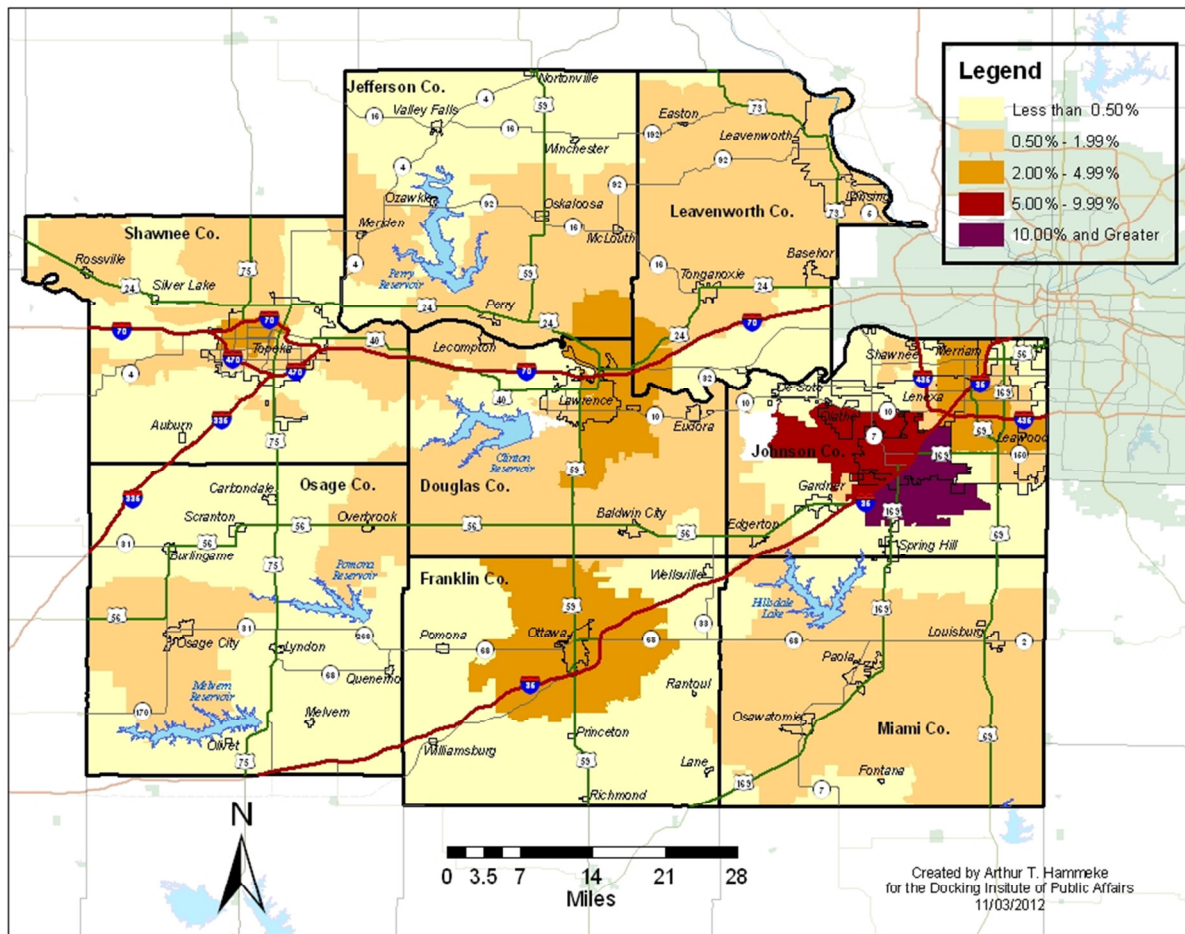 Legend
Less than 0.50%
0.50% - 1.99%
2.00% - 4.99%
5.00% - 9.99%
10.00% and Greater
Jefferson Co.
Nortonville
Valley Falls
Winchester
Easton
Leavenworth
Ozawkie
Oskaloosa
Meriden
McLouth
Leavenworth Co.
Lansing
Basehor
Tonganoxie
Perry
Reservoir
Perry
Shawnee Co.
Rossville
Silver Lake
Topeka
Auburn
Lecompton
Lawrence
Eudora
Clinton
Reservoir
Douglas Co.
Baldwin City
De Soto
Shawnee
Merriam
Lenexa
Olathe
Leawood
Johnson Co.
Gardner
Edgerton
Spring Hill
Osage Co.
Carbondale
Scranton
Overbrook
Burlingame
Pomona
Reservoir
Osage City
Lyndon
Quenemo
Melvern
Reservoir
Melvern
Olivet
Franklin Co.
Wellsville
Pomona
Ottawa
Rantoul
Williamsburg
Princeton
Lane
Richmond
Hillsdale
Lake
Louisburg
Paola
Osawatomie
Miami Co.
Fontana
N
0 3.5 7 14 21 28
Miles
Created by Arthur T. Hammeke
for the Docking Insitute of Public Affairs
11/03/2012